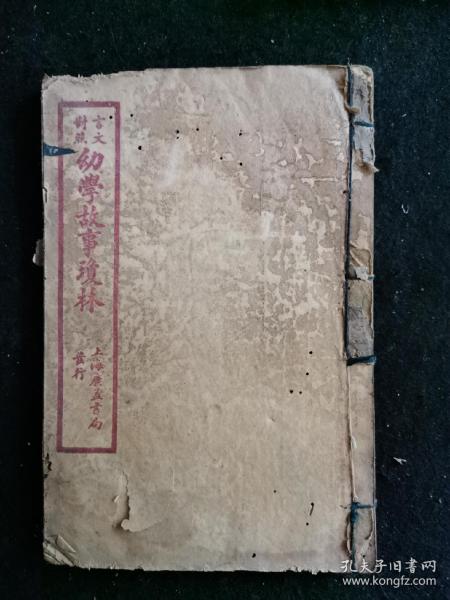 言文
對照
幼學故事瓊林
上海廣益書局
發行
孔夫子旧书网
www.kongfz.com